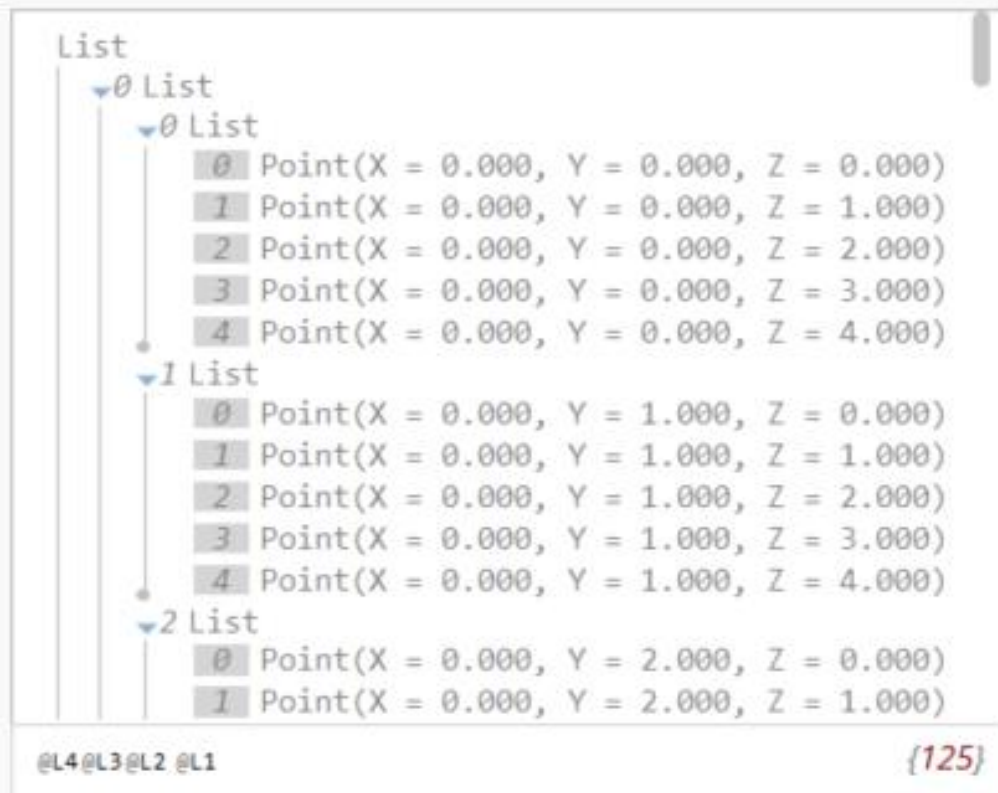 List
0 List
0 List
0 Point(X = 0.000, Y = 0.000, Z = 0.000)
1 Point(X = 0.000, Y = 0.000, Z = 1.000)
2 Point(X = 0.000, Y = 0.000, Z = 2.000)
3 Point(X = 0.000, Y = 0.000, Z = 3.000)
4 Point(X = 0.000, Y = 0.000, Z = 4.000)
1 List
0 Point(X = 0.000, Y = 1.000, Z = 0.000)
1 Point(X = 0.000, Y = 1.000, Z = 1.000)
2 Point(X = 0.000, Y = 1.000, Z = 2.000)
3 Point(X = 0.000, Y = 1.000, Z = 3.000)
4 Point(X = 0.000, Y = 1.000, Z = 4.000)
2 List
0 Point(X = 0.000, Y = 2.000, Z = 0.000)
1 Point(X = 0.000, Y = 2.000, Z = 1.000)
@L4 @L3 @L2 @L1 {125}